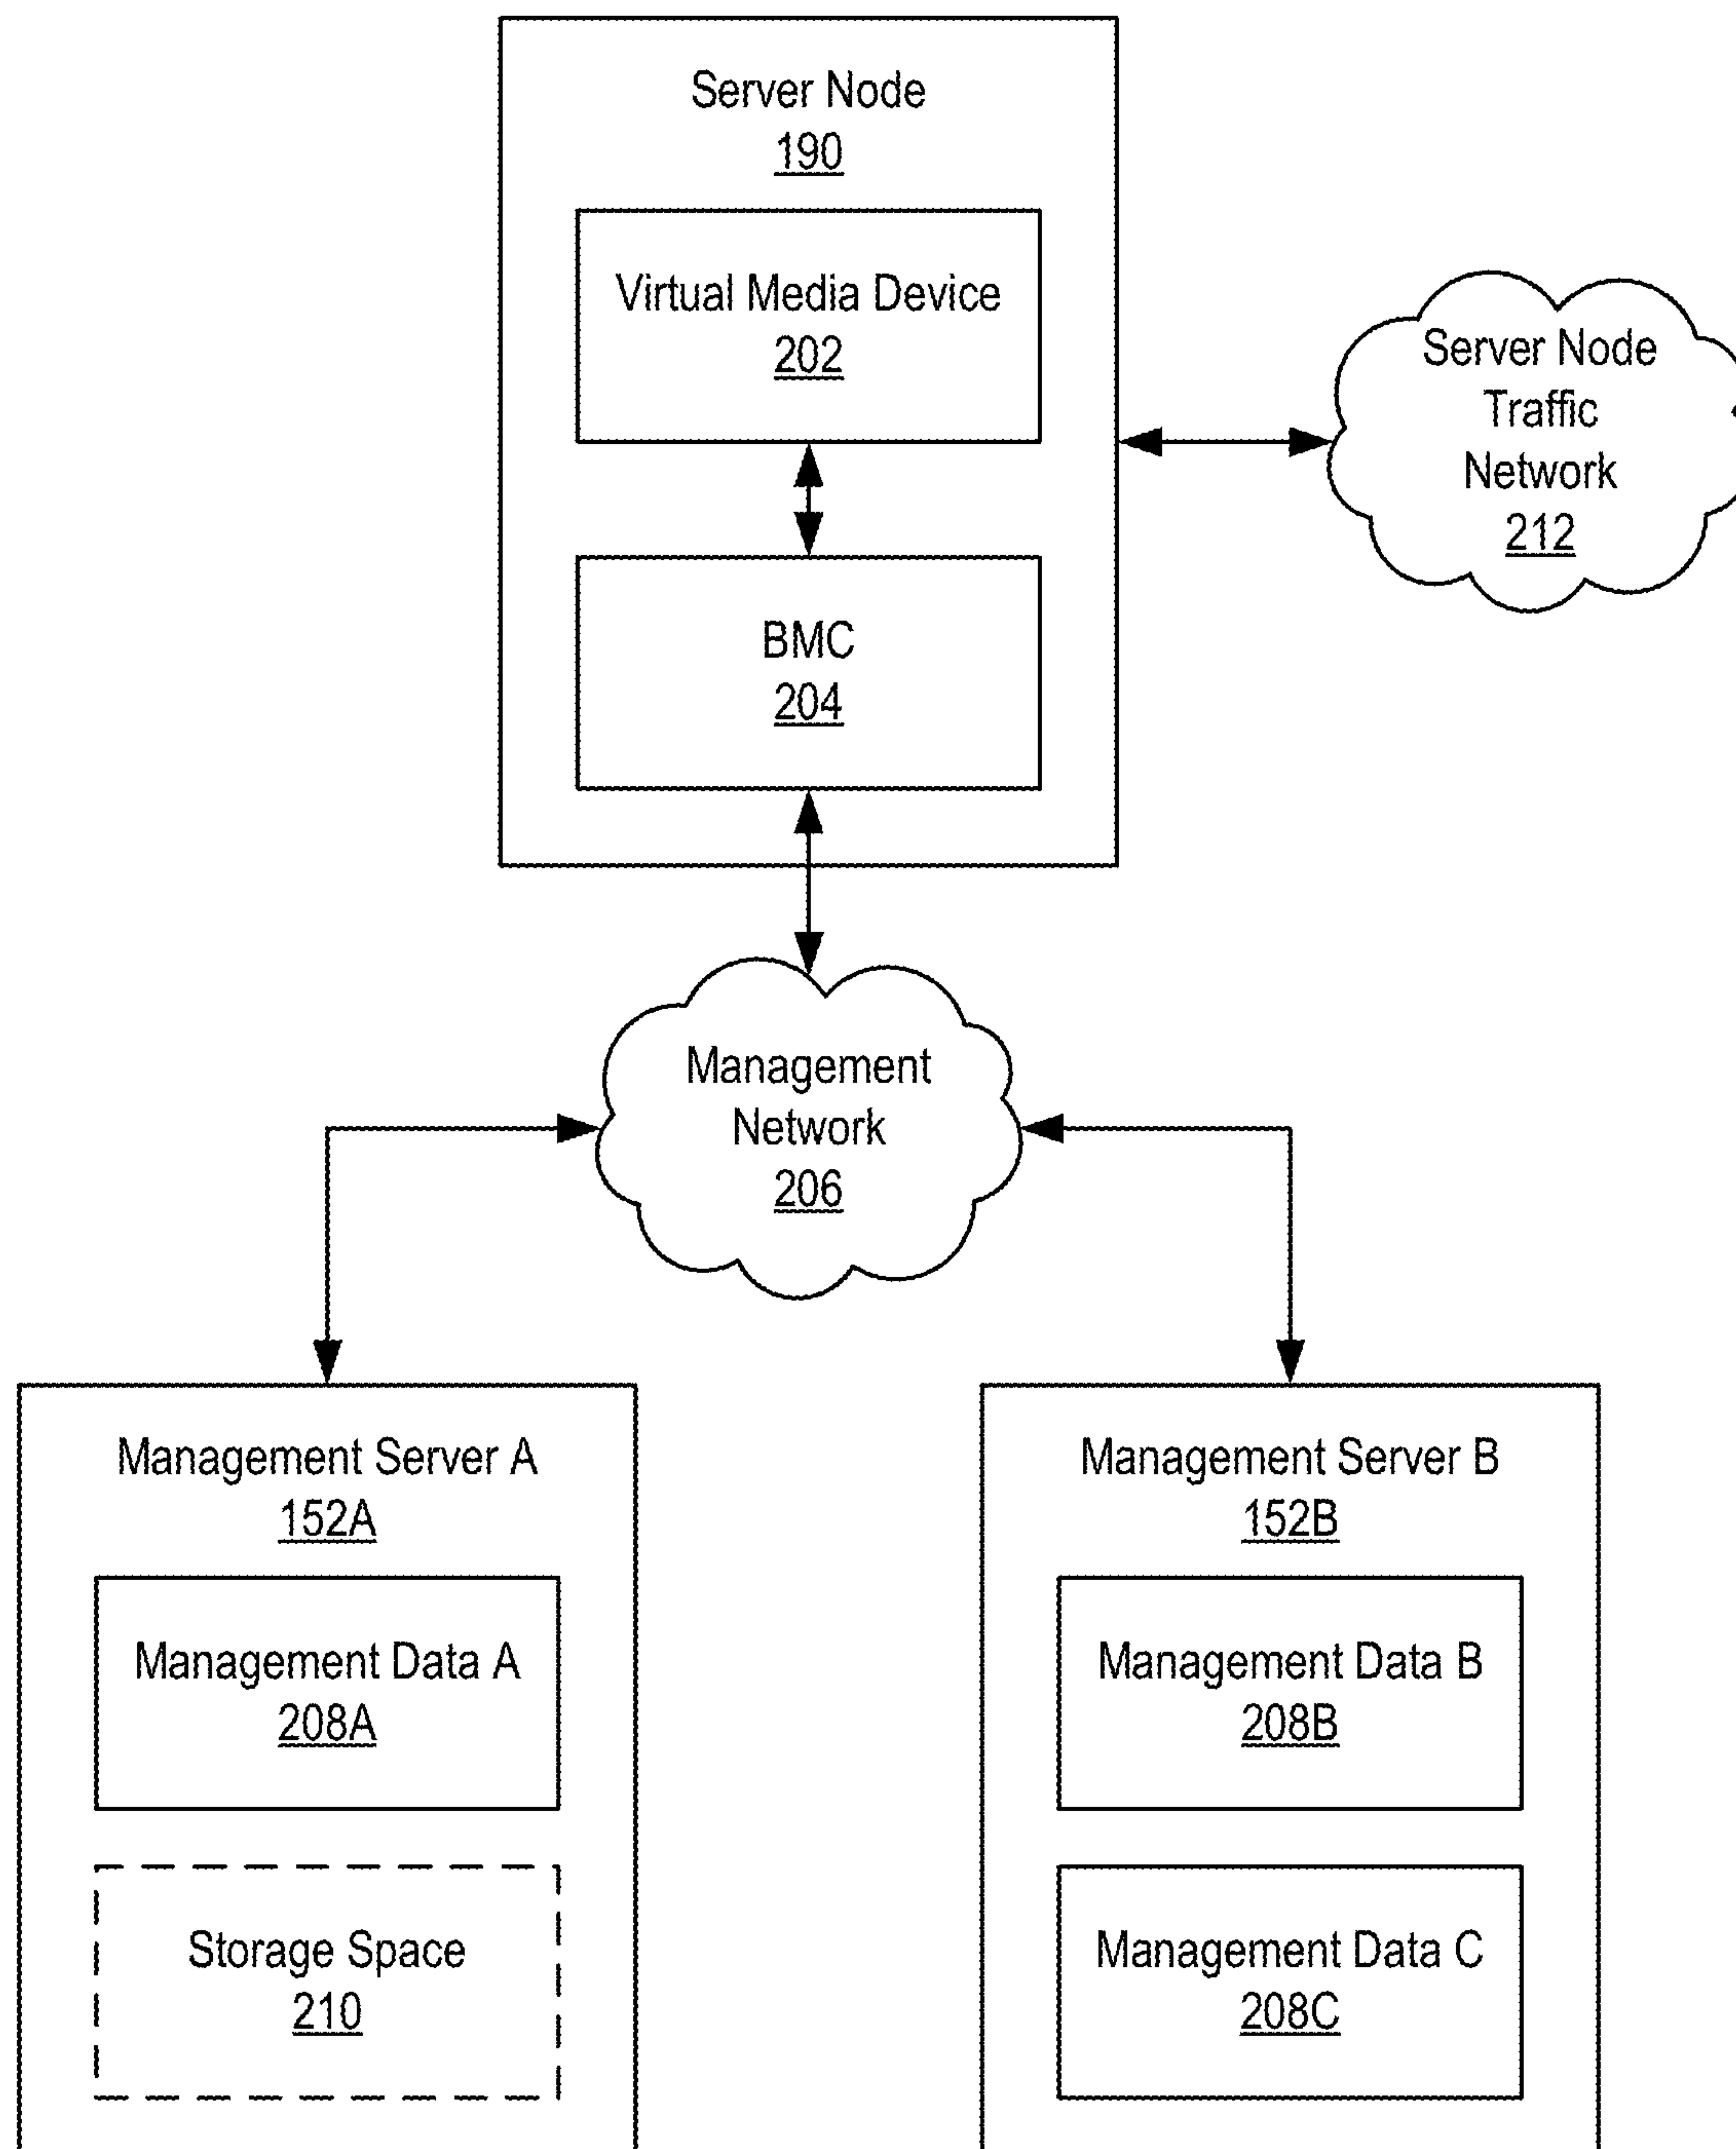 Server Node
190
Virtual Media Device
202
Server Node
Traffic
Network
212
BMC
204
Management
Network
206
Management Server A
152A
Management Data A
208A
Storage Space
210
Management Server B
152B
Management Data B
208B
Management Data C
208C